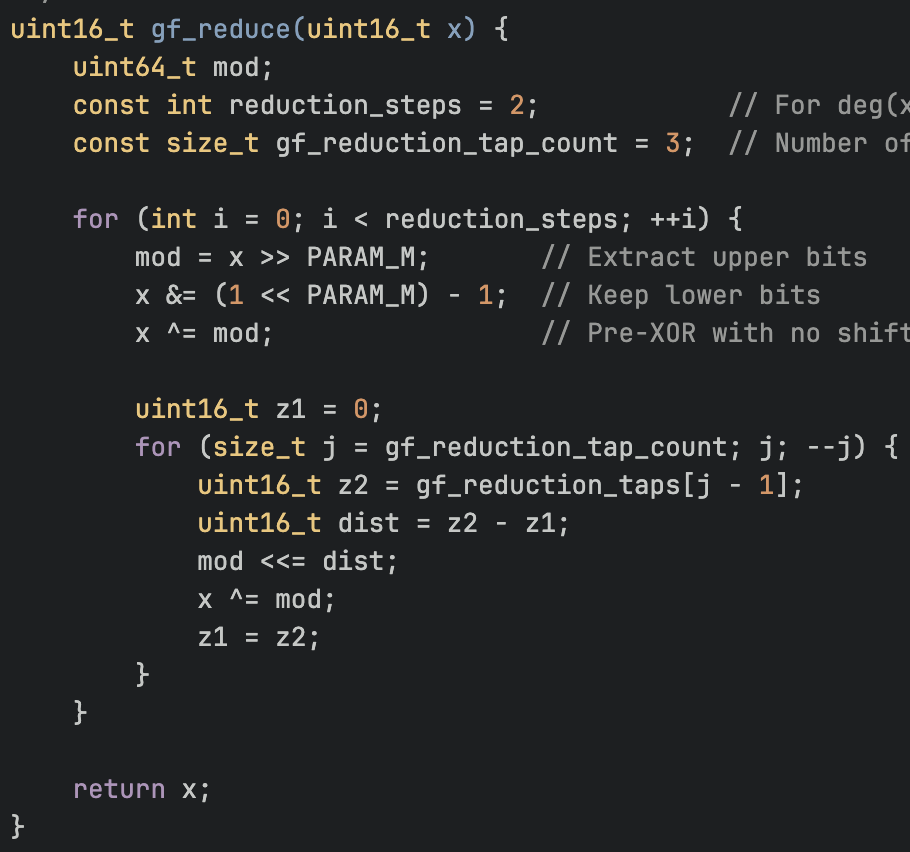 uint16_t gf_reduce(uint16_t x) {
    uint64_t mod;
    const int reduction_steps = 2;            // For deg(x
    const size_t gf_reduction_tap_count = 3;  // Number of

    for (int i = 0; i < reduction_steps; ++i) {
        mod = x >> PARAM_M;       // Extract upper bits
        x &= (1 << PARAM_M) - 1;  // Keep lower bits
        x ^= mod;                 // Pre-XOR with no shift

        uint16_t z1 = 0;
        for (size_t j = gf_reduction_tap_count; j; --j) {
            uint16_t z2 = gf_reduction_taps[j - 1];
            uint16_t dist = z2 - z1;
            mod <<= dist;
            x ^= mod;
            z1 = z2;
        }
    }

    return x;
}